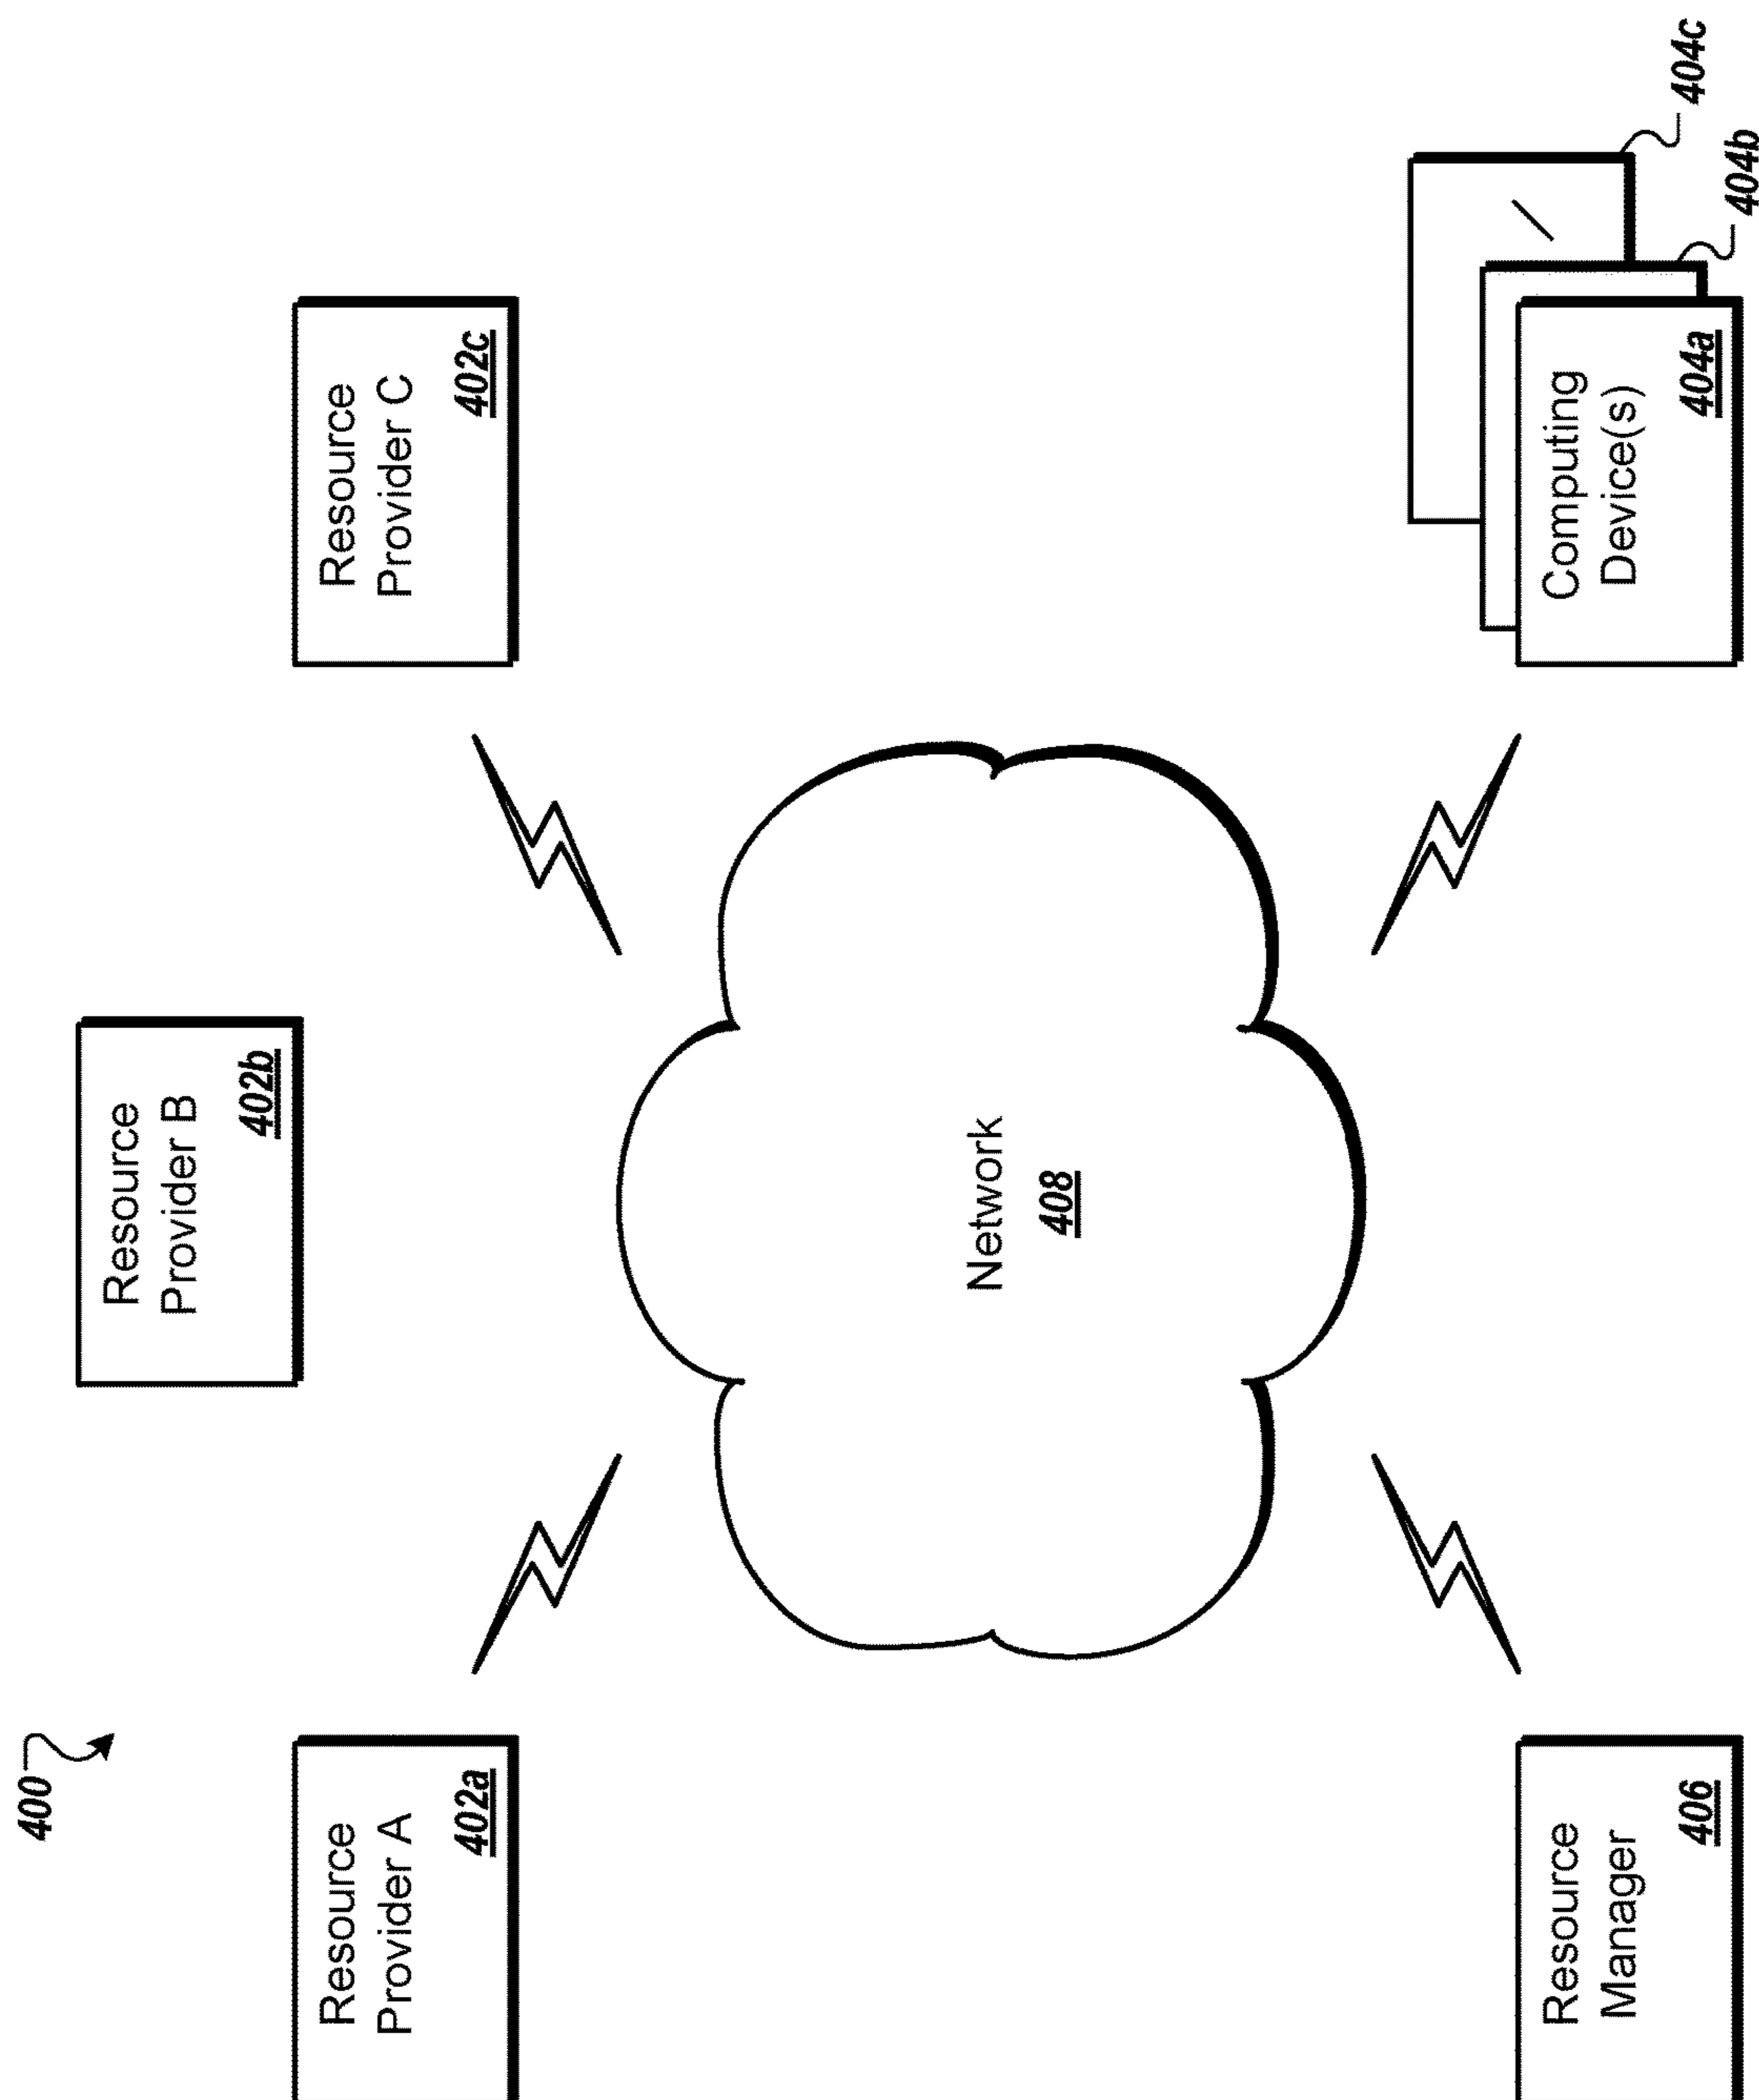 400
Resource
Provider B
402b
Resource
Provider A
402a
Resource
Provider C
402c
Network
408
Resource
Manager
406
Computing
Device(s)
404a
404b
404c